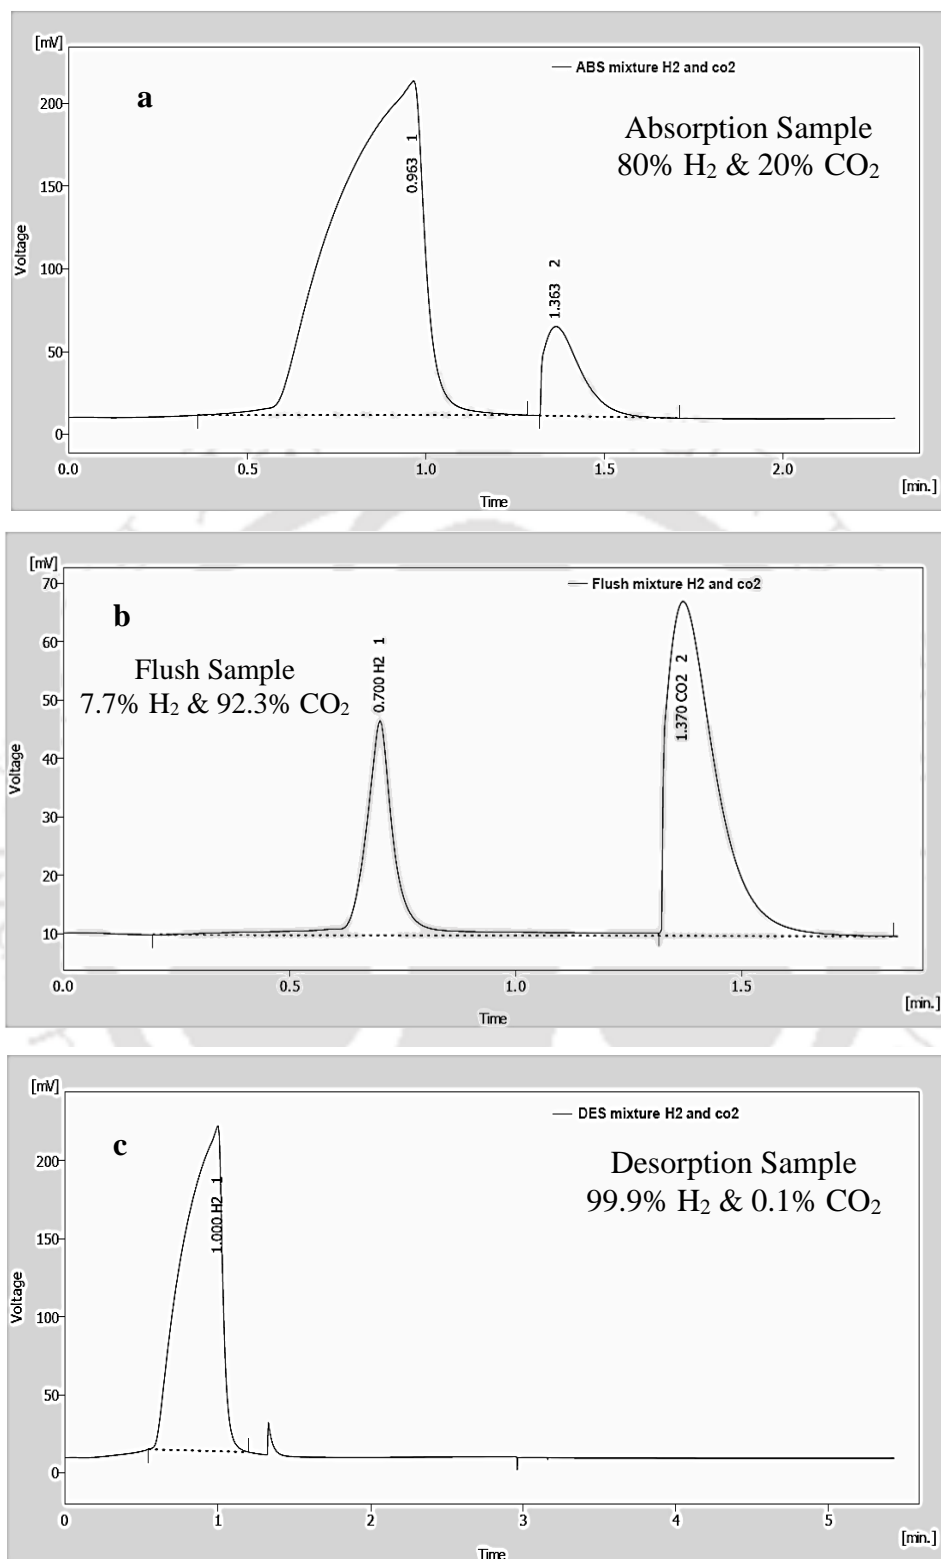 [mV]
ABS mixture H2 and co2
a
Absorption Sample
80% H₂ & 20% CO₂
200
150
100
50
0
Voltage
0.963 1
1.363 2
0.0 0.5 1.0 1.5 2.0
[min.]
Time
[mV]
Flush mixture H2 and co2
b
Flush Sample
7.7% H₂ & 92.3% CO₂
70
60
50
40
30
20
10
Voltage
0.700 H2 1
1.370 CO2 2
0.0 0.5 1.0 1.5
[min.]
Time
[mV]
DES mixture H2 and co2
c
Desorption Sample
99.9% H₂ & 0.1% CO₂
200
150
100
50
0
Voltage
1.000 H2 1
0 1 2 3 4 5
[min.]
Time